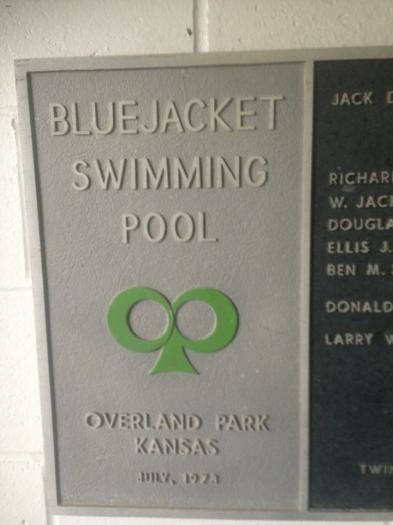 BLUEJACKET
SWIMMING
POOL
OVERLAND PARK
KANSAS
JULY, 1973
JACK D
RICHAR
W. JAC
DOUGLA
ELLIS J.
BEN M.
DONALD
LARRY W
TWIN